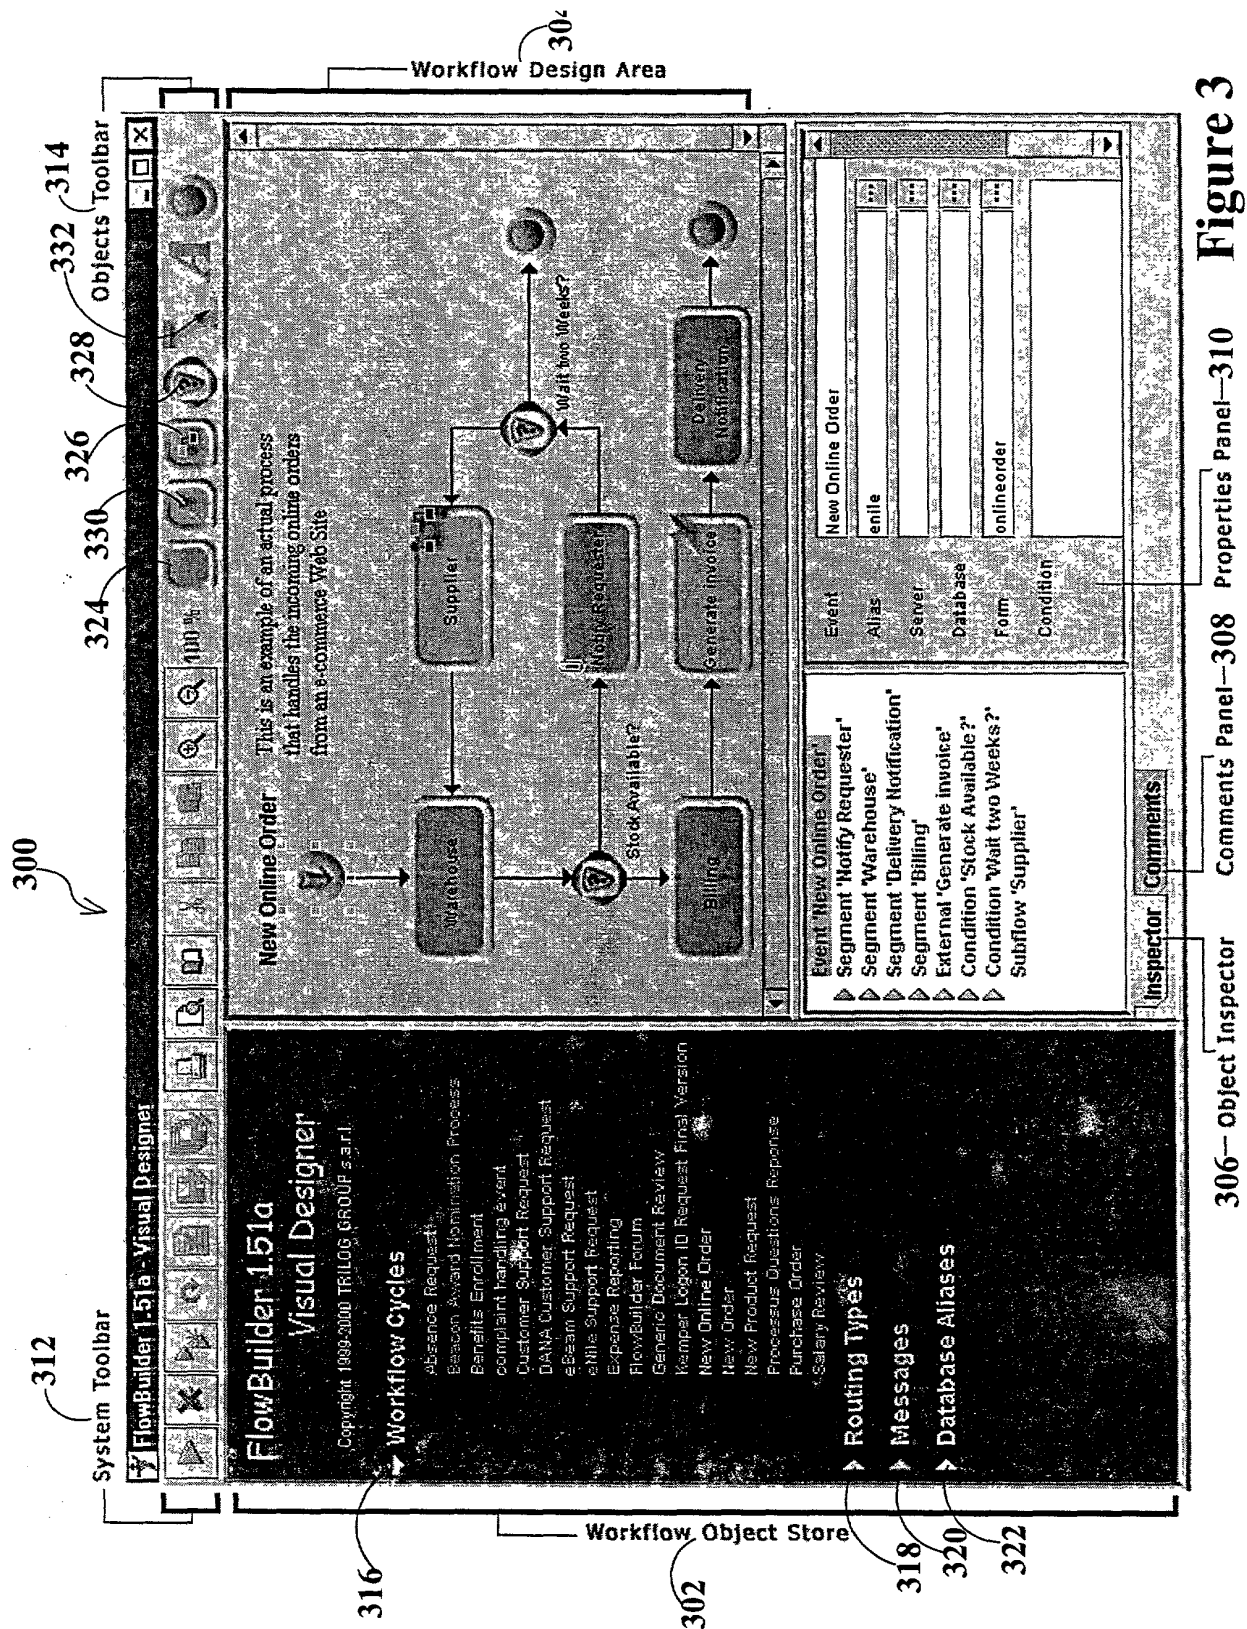 300
312
System Toolbar
324
330
326
328
332
314
Objects Toolbar
FlowBuilder 1.51a - Visual Designer
100 %
A
FlowBuilder 1.51a
Visual Designer
Copyright 1999-2000 TRILOG GROUP s.a.r.l.
316
Workflow Cycles
Absence Request
Beacon Award Nomination Process
Benefits Enrollment
complaint handling event
Customer Support Request
DANA Customer Support Request
eBeam Support Request
eNile Support Request
Expense Reporting
FlowBuilder Forum
Generic Document Review
Kemper Logon ID Request Final Version
New Online Order
New Order
New Product Request
Processus Questions Reponse
Purchase Order
Salary Review
Routing Types
Messages
Database Aliases
Workflow Object Store
302
318
320
322
New Online Order
This is an example of an actual process
that handles the incoming online orders
from an e-commerce Web Site
Warehouse
Supplier
Wait two Weeks?
Stock Available?
Notify Requester
Billing
Generate Invoice
Delivery
Notification
Workflow Design Area
304
Event 'New Online Order'
Segment 'Notify Requester'
Segment 'Warehouse'
Segment 'Delivery Notification'
Segment 'Billing'
External 'Generate invoice'
Condition 'Stock Available?'
Condition 'Wait two Weeks?'
Subflow 'Supplier'
Inspector
Comments
Event
New Online Order
Alias
enile
...
Server
...
Database
...
Form
onlineorder
...
Condition
306 Object Inspector
Comments Panel 308
Properties Panel 310
Figure 3